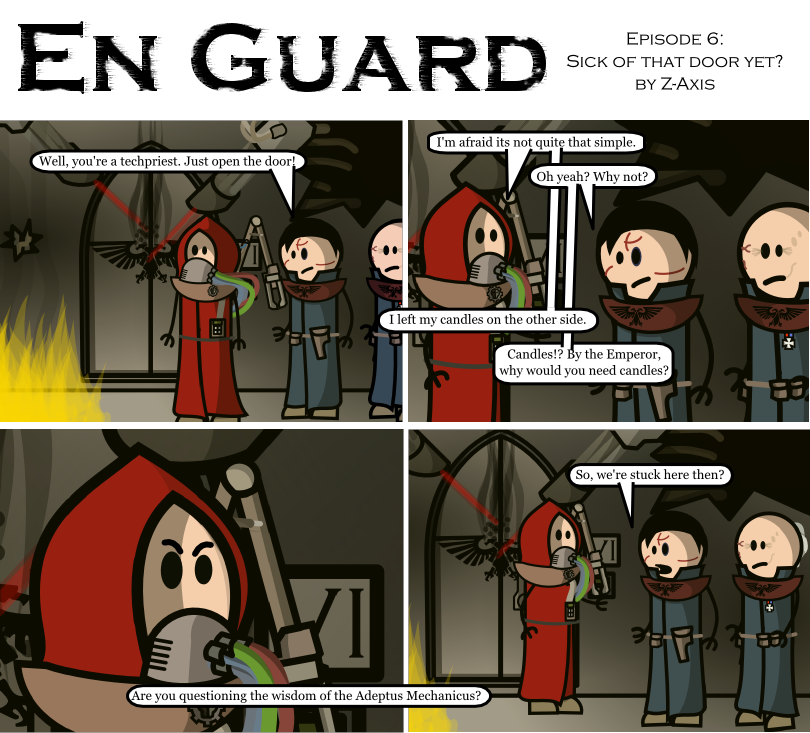 En Guard
Episode 6:
Sick of that door yet?
by Z-Axis
Well, you're a techpriest. Just open the door!
I'm afraid its not quite that simple.
Oh yeah? Why not?
I left my candles on the other side.
Candles!? By the Emperor,
why would you need candles?
VI
Are you questioning the wisdom of the Adeptus Mechanicus?
So, we're stuck here then?